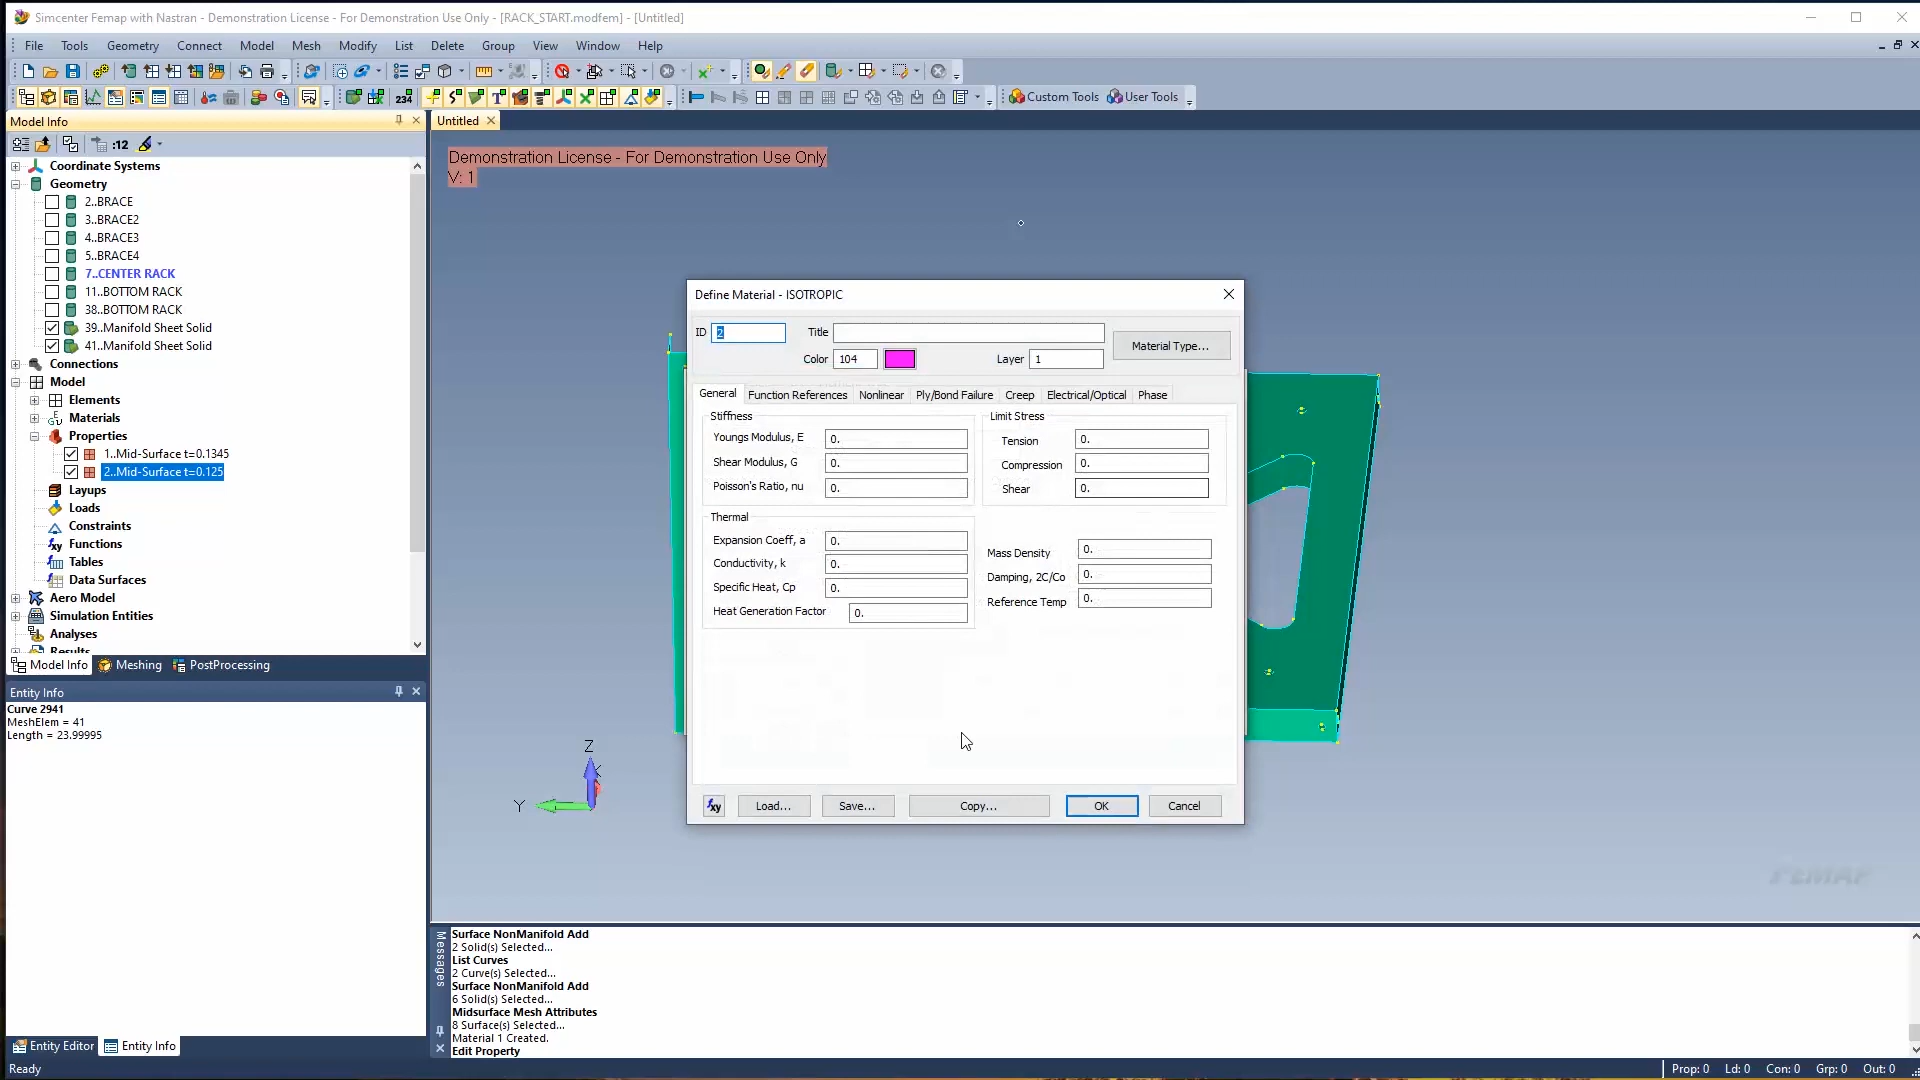 Simcenter Femap with Nastran - Demonstration License - For Demonstration Use Only - [RACK_START.modfem] - [Untitled]
File Tools Geometry Connect Model Mesh Modify List Delete Group View Window Help
234 Custom Tools User Tools
Model Info
:12
Coordinate Systems
Geometry
2..BRACE
3..BRACE2
4..BRACE3
5..BRACE4
7..CENTER RACK
11..BOTTOM RACK
38..BOTTOM RACK
39..Manifold Sheet Solid
41..Manifold Sheet Solid
Connections
Model
Elements
Materials
Properties
1..Mid-Surface t=0.1345
2..Mid-Surface t=0.125
Layups
Loads
Constraints
Functions
Tables
Data Surfaces
Aero Model
Simulation Entities
Analyses
Results
Model Info Meshing PostProcessing
Entity Info
Curve 2941
MeshElem = 41
Length = 23.99995
Entity Editor Entity Info
Untitled
Demonstration License - For Demonstration Use Only
V: 1
Z
Y
Define Material - ISOTROPIC
ID 2 Title
Color 104 Layer 1
Material Type...
General Function References Nonlinear Ply/Bond Failure Creep Electrical/Optical Phase
Stiffness
Youngs Modulus, E 0.
Shear Modulus, G 0.
Poisson's Ratio, nu 0.
Limit Stress
Tension 0.
Compression 0.
Shear 0.
Thermal
Expansion Coeff, a 0.
Conductivity, k 0.
Specific Heat, Cp 0.
Heat Generation Factor 0.
Mass Density 0.
Damping, 2C/Co 0.
Reference Temp 0.
fxy Load... Save... Copy... OK Cancel
FEMAP
Messages
Surface NonManifold Add
2 Solid(s) Selected...
List Curves
2 Curve(s) Selected...
Surface NonManifold Add
6 Solid(s) Selected...
Midsurface Mesh Attributes
8 Surface(s) Selected...
Material 1 Created.
Edit Property
Ready
Prop: 0 Ld: 0 Con: 0 Grp: 0 Out: 0